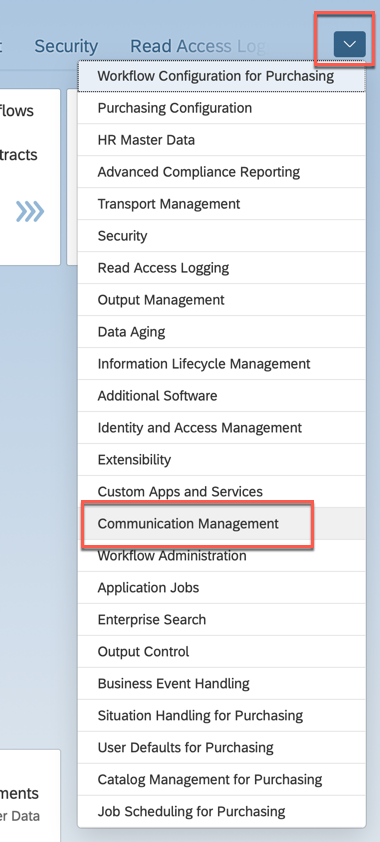 Security Read Access Log
Workflow Configuration for Purchasing
flows
Purchasing Configuration
HR Master Data
tracts
Advanced Compliance Reporting
Transport Management
Security
Read Access Logging
Output Management
Data Aging
Information Lifecycle Management
Additional Software
Identity and Access Management
Extensibility
Custom Apps and Services
Communication Management
Workflow Administration
Application Jobs
Enterprise Search
Output Control
Business Event Handling
Situation Handling for Purchasing
User Defaults for Purchasing
Catalog Management for Purchasing
ments
Job Scheduling for Purchasing
er Data